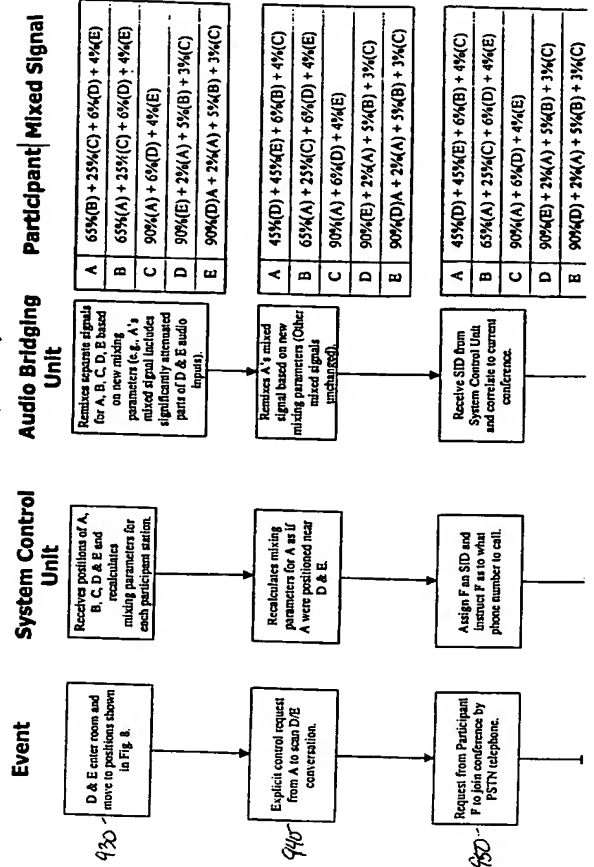 Event
System Control
Unit
Audio Bridging
Unit
Participant Mixed Signal
930
D & E enter room and
move to positions shown
in Fig. 8.
Receives positions of A,
B, C, D & E and
recalculates
mixing parameters for
each participant station.
Remixes separate signals
for A, B, C, D, E based
on new mixing
parameters (e.g., A's
mixed signal includes
significantly attenuated
parts of D & E audio
inputs).
A 65%(B) + 25%(C) + 6%(D) + 4%(E)
B 65%(A) + 25%(C) + 6%(D) + 4%(E)
C 90%(A) + 6%(D) + 4%(E)
D 90%(E) + 2%(A) + 5%(B) + 3%(C)
E 90%(D)A + 2%(A) + 5%(B) + 3%(C)
940
Explicit control request
from A to scan D/E
conversation.
Recalculates mixing
parameters for A as if
A were positioned near
D & E.
Remixes A's mixed
signal based on new
mixing parameters (Other
mixed signals
unchanged).
A 45%(D) + 45%(E) + 6%(B) + 4%(C)
B 65%(A) + 25%(C) + 6%(D) + 4%(E)
C 90%(A) + 6%(D) + 4%(E)
D 90%(E) + 2%(A) + 5%(B) + 3%(C)
E 90%(D)A + 2%(A) + 5%(B) + 3%(C)
950
Request from Participant
F to join conference by
PSTN telephone.
Assign F an SID and
instruct F as to what
phone number to call.
Receive SID from
System Control Unit
and correlate to current
conference.
A 45%(D) + 45%(E) + 6%(B) + 4%(C)
B 65%(A) + 25%(C) + 6%(D) + 4%(E)
C 90%(A) + 6%(D) + 4%(E)
D 90%(E) + 2%(A) + 5%(B) + 3%(C)
E 90%(D) + 2%(A) + 5%(B) + 3%(C)